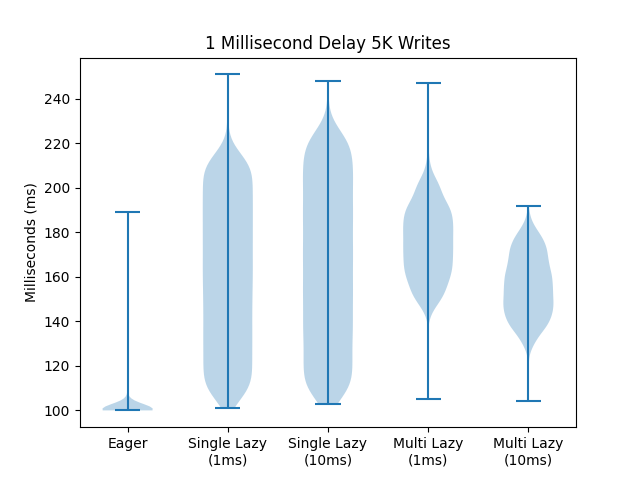 1 Millisecond Delay 5K Writes
Milliseconds (ms)
240
220
200
180
160
140
120
100
Eager
Single Lazy
(1ms)
Single Lazy
(10ms)
Multi Lazy
(1ms)
Multi Lazy
(10ms)